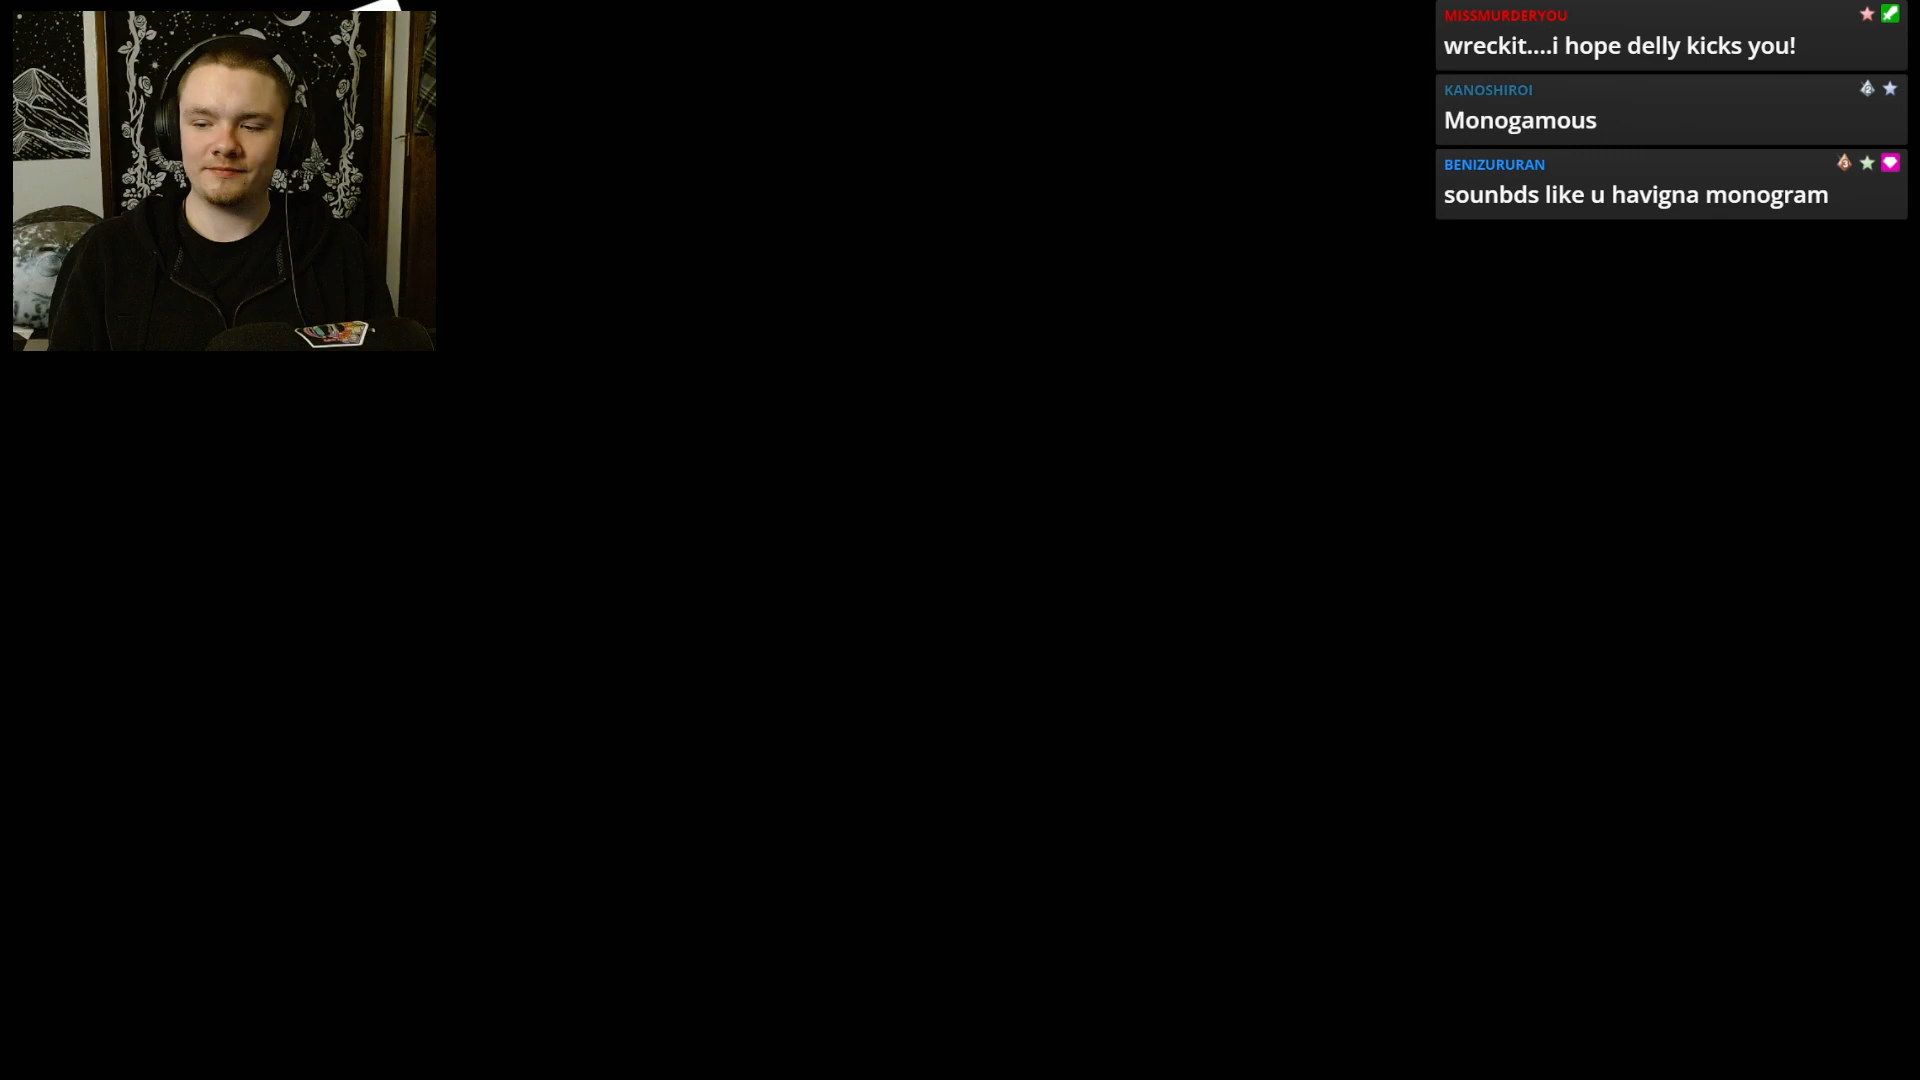 MISSMURDERYOU
wreckit....i hope delly kicks you!
KANOSHIROI
Monogamous
BENIZURURAN
sounbds like u havigna monogram